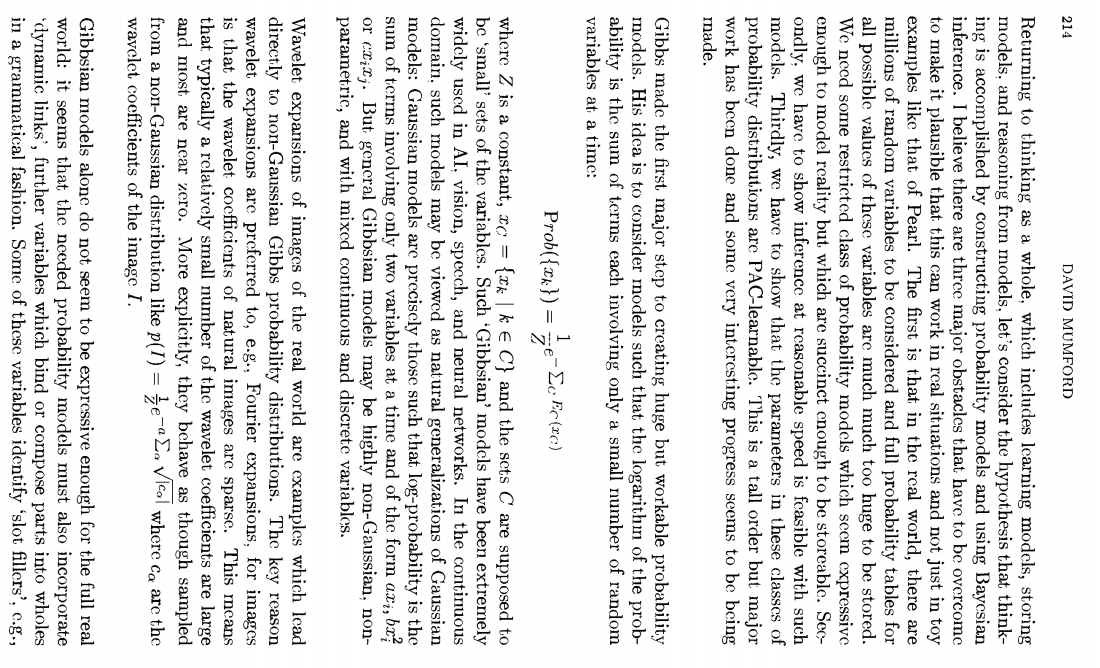 214 DAVID MUMFORD
Returning to thinking as a whole, which includes learning models, storing
models, and reasoning from models, let's consider the hypothesis that think-
ing is accomplished by constructing probability models and using Bayesian
inference. I believe there are three major obstacles that have to be overcome
to make it plausible that this can work in real situations and not just in toy
examples like that of Pearl. The first is that in the real world, there are
millions of random variables to be considered and full probability tables for
all possible values of these variables are much much too huge to be stored.
We need some restricted class of probability models which seem expressive
enough to model reality but which are succinct enough to be storeable. Sec-
ondly, we have to show inference at reasonable speed is feasible with such
models. Thirdly, we have to show that the parameters in these classes of
probability distributions are PAC-learnable. This is a tall order but major
work has been done and some very interesting progress seems to be being
made.
Gibbs made the first major step to creating huge but workable probability
models. His idea is to consider models such that the logarithm of the prob-
ability is the sum of terms each involving only a small number of random
variables at a time:
Prob({x_k}) = \frac{1}{Z} e^{-\sum_C E_C(x_C)}
where Z is a constant, x_C = {x_k | k ∈ C} and the sets C are supposed to
be 'small' sets of the variables. Such 'Gibbsian' models have been extremely
widely used in AI, vision, speech, and neural networks. In the continuous
domain, such models may be viewed as natural generalizations of Gaussian
models: Gaussian models are precisely those such that log-probability is the
sum of terms involving only two variables at a time and of the form ax_i, bx_i^2
or cx_ix_j. But general Gibbsian models may be highly non-Gaussian, non-
parametric, and with mixed continuous and discrete variables.
Wavelet expansions of images of the real world are examples which lead
directly to non-Gaussian Gibbs probability distributions. The key reason
wavelet expansions are preferred to, e.g., Fourier expansions, for images
is that the wavelet coefficients of natural images are sparse. This means
that typically a relatively small number of the wavelet coefficients are large
and most are near zero. More explicitly, they behave as though sampled
from a non-Gaussian distribution like p(I) = \frac{1}{Z} e^{-a \sum_α \sqrt{|c_α|}} where c_α are the
wavelet coefficients of the image I.
Gibbsian models alone do not seem to be expressive enough for the full real
world: it seems that the needed probability models must also incorporate
'dynamic links', further variables which bind or compose parts into wholes
in a grammatical fashion. Some of these variables identify 'slot fillers', e.g.,